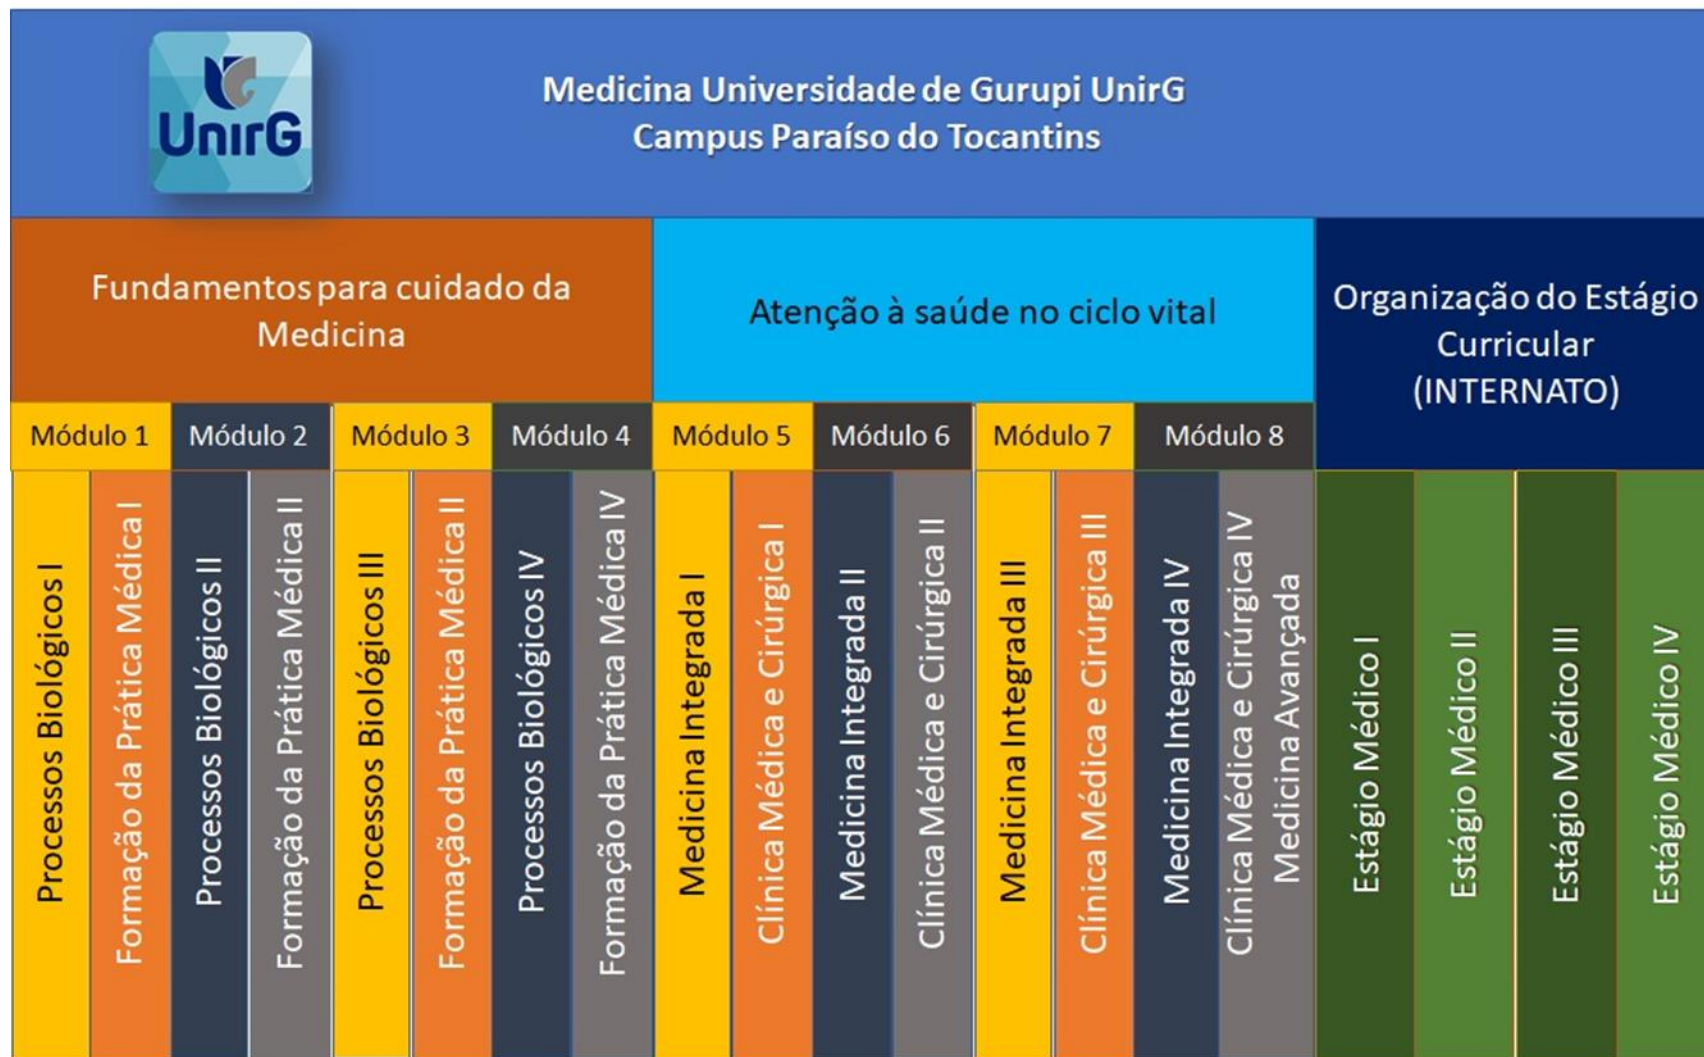 UnirG
Medicina Universidade de Gurupi UnirG
Campus Paraíso do Tocantins
Fundamentos para cuidado da
Medicina
Atenção à saúde no ciclo vital
Organização do Estágio
Curricular
(INTERNATO)
Módulo 1
Módulo 2
Módulo 3
Módulo 4
Módulo 5
Módulo 6
Módulo 7
Módulo 8
Processos Biológicos I
Formação da Prática Médica I
Processos Biológicos II
Formação da Prática Médica II
Processos Biológicos III
Formação da Prática Médica II
Processos Biológicos IV
Formação da Prática Médica IV
Medicina Integrada I
Clínica Médica e Cirúrgica I
Medicina Integrada II
Clínica Médica e Cirúrgica II
Medicina Integrada III
Clínica Médica e Cirúrgica III
Medicina Integrada IV
Clínica Médica e Cirúrgica IV
Medicina Avançada
Estágio Médico I
Estágio Médico II
Estágio Médico III
Estágio Médico IV